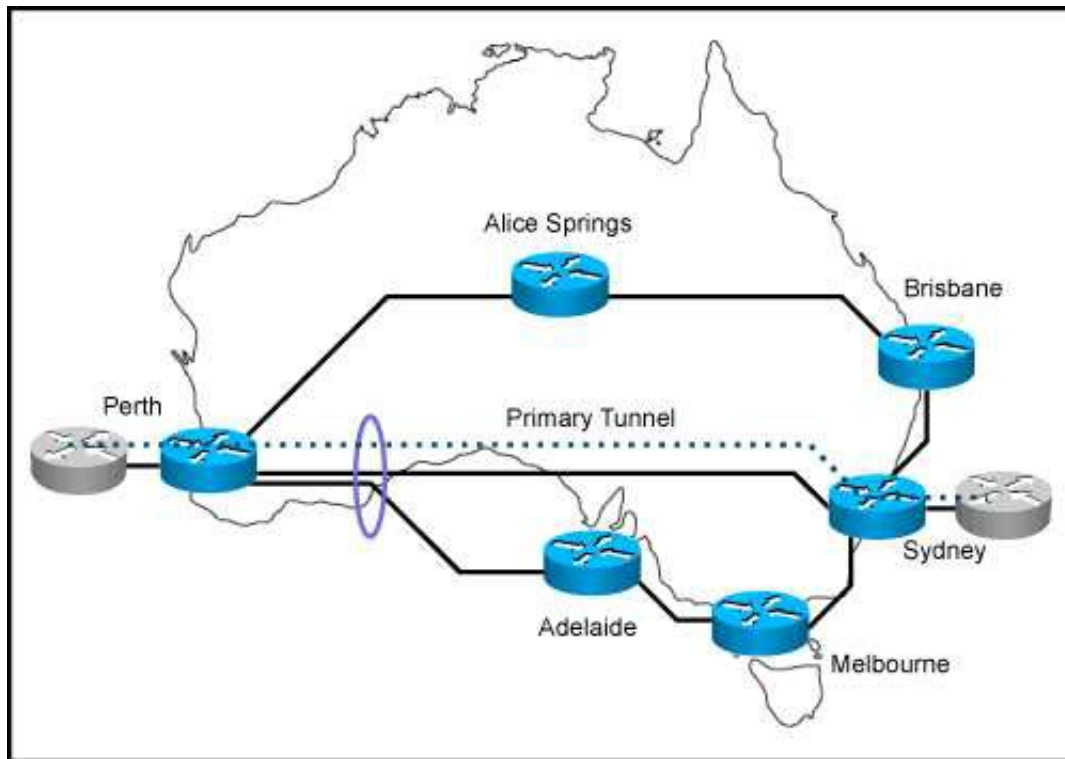 Alice Springs
Brisbane
Perth
Primary Tunnel
Sydney
Adelaide
Melbourne